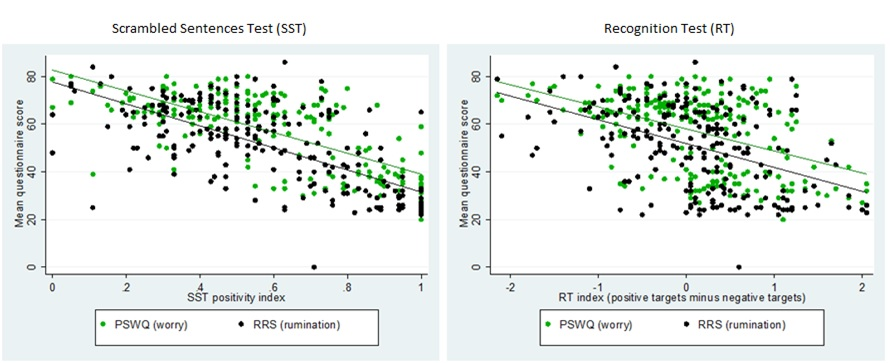 Scrambled Sentences Test (SST)
Mean questionnaire score
80
60
40
20
0
0
.2
.4
.6
.8
1
SST positivity index
PSWQ (worry)
RRS (rumination)
Recognition Test (RT)
Mean questionnaire score
80
60
40
20
0
-2
-1
0
1
2
RT index (positive targets minus negative targets)
PSWQ (worry)
RRS (rumination)